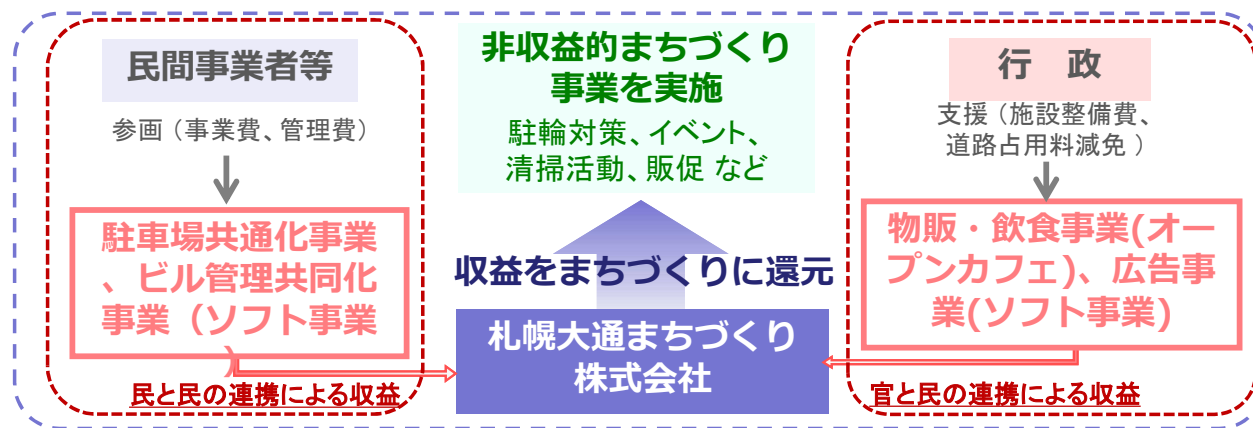 民間事業者等
参画（事業費、管理費）
駐車場共通化事業
、ビル管理共同化
事業（ソフト事業
）
民と民の連携による収益
非収益的まちづくり
事業を実施
駐輪対策、イベント、
清掃活動、販促 など
収益をまちづくりに還元
札幌大通まちづくり
株式会社
行　政
支援（施設整備費、
道路占用料減免 ）
物販・飲食事業(オー
プンカフェ)、広告事
業(ソフト事業)
官と民の連携による収益